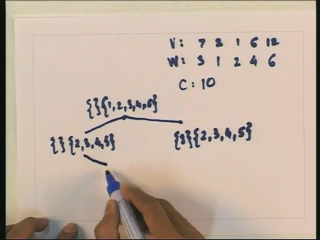 V: 7 2 1 6 12
W: 3 1 2 4 6
C: 10
{}{1,2,3,4,5}
{}{2,3,4,5}
{1}{2,3,4,5}